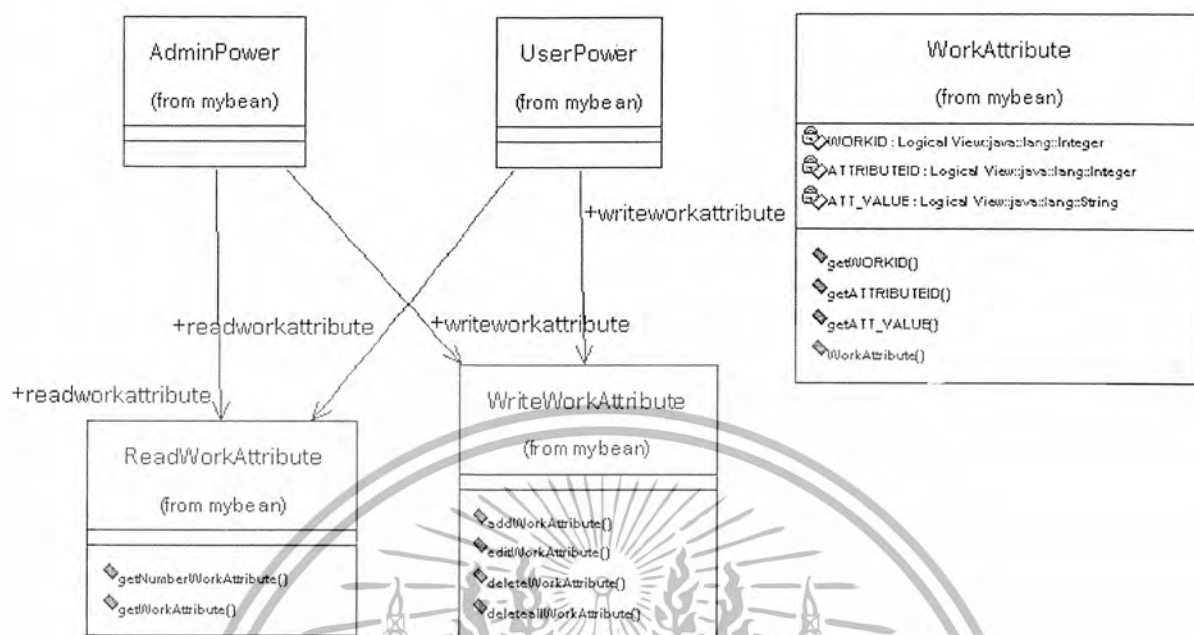 AdminPower
(from mybean)
UserPower
(from mybean)
WorkAttribute
(from mybean)
WORKID : Logical View::java::lang::Integer
ATTRIBUTEID : Logical View::java::lang::Integer
ATT_VALUE : Logical View::java::lang::String
getWORKID()
getATTRIBUTEID()
getATT_VALUE()
WorkAttribute()
+writeworkattribute
+readworkattribute
+writeworkattribute
+readworkattribute
ReadWorkAttribute
(from mybean)
getNumberWorkAttribute()
getWorkAttribute()
WriteWorkAttribute
(from mybean)
addWorkAttribute()
editWorkAttribute()
deleteWorkAttribute()
deleteallWorkAttribute()